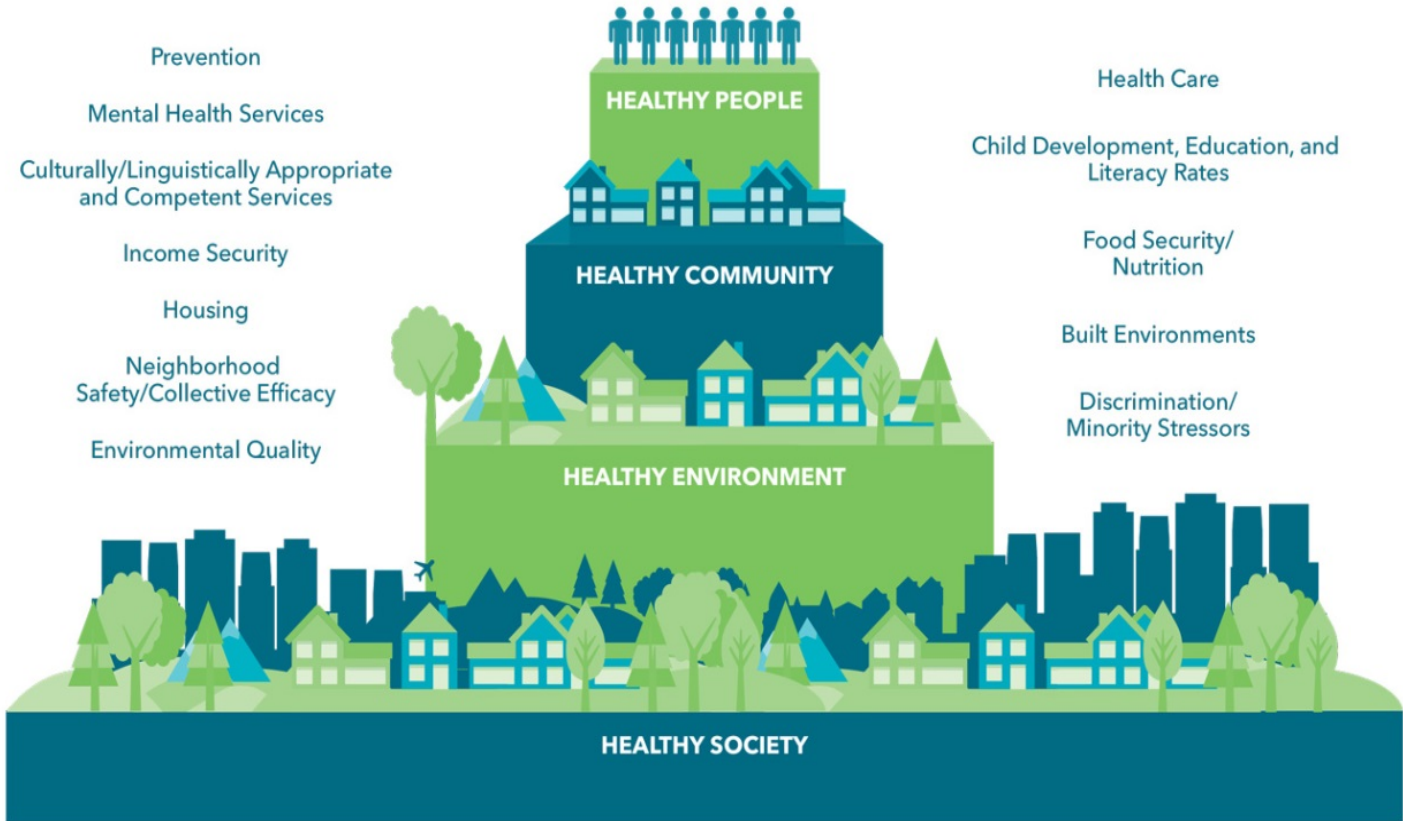 Prevention
Mental Health Services
Culturally/Linguistically Appropriate
and Competent Services
Income Security
Housing
Neighborhood
Safety/Collective Efficacy
Environmental Quality
HEALTHY PEOPLE
HEALTHY COMMUNITY
HEALTHY ENVIRONMENT
HEALTHY SOCIETY
Health Care
Child Development, Education, and
Literacy Rates
Food Security/
Nutrition
Built Environments
Discrimination/
Minority Stressors